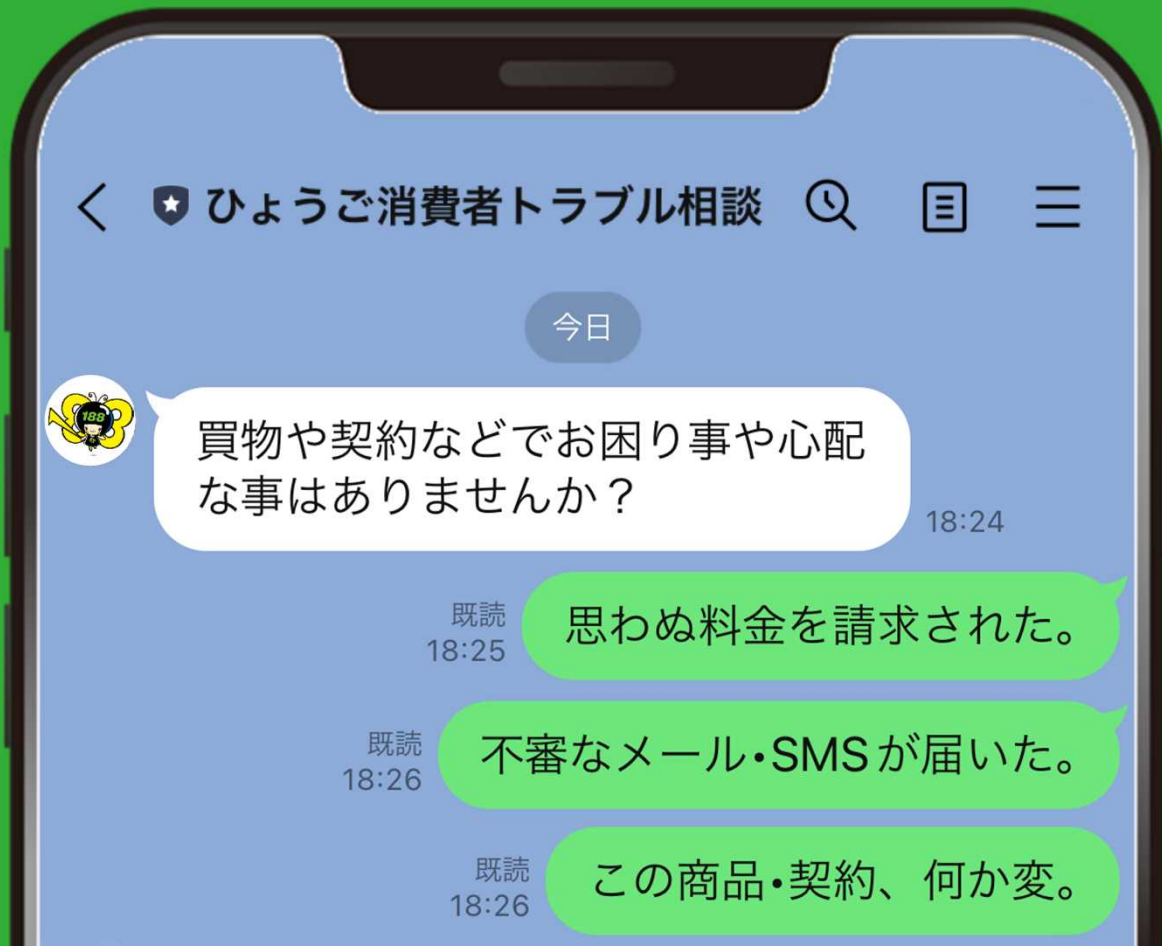 ひょうご消費者トラブル相談
今日
188
買物や契約などでお困り事や心配
な事はありませんか？
18:24
既読
18:25
思わぬ料金を請求された。
既読
18:26
不審なメール・SMSが届いた。
既読
18:26
この商品・契約、何か変。